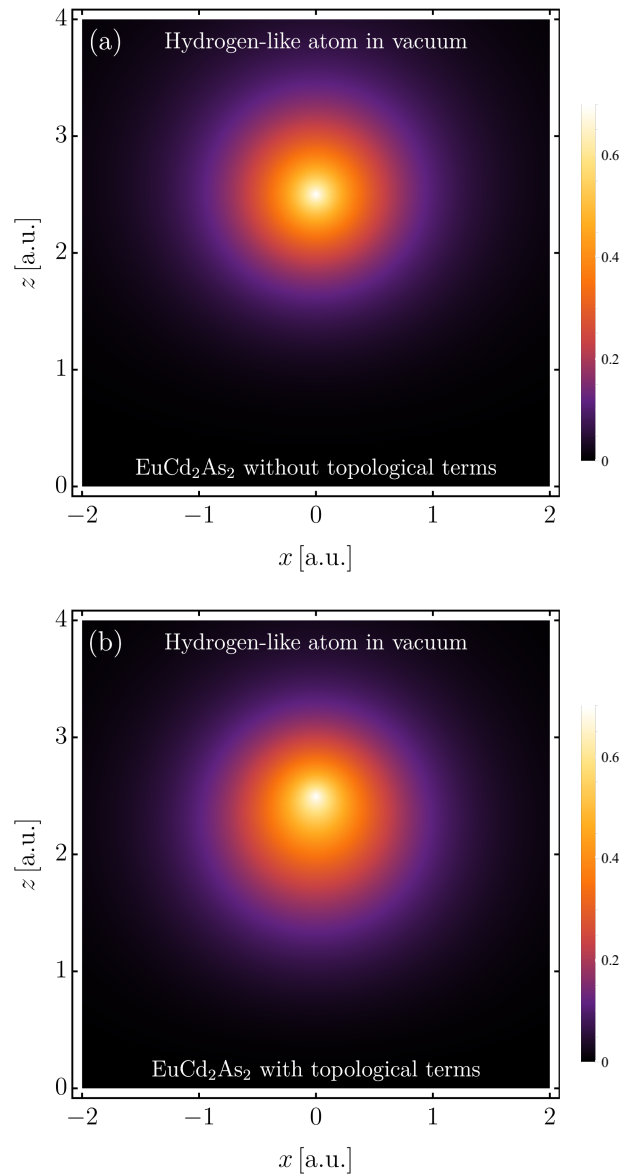 (a) Hydrogen-like atom in vacuum
4
3
2
1
0
z [a.u.]
EuCd₂As₂ without topological terms
−2 −1 0 1 2
x [a.u.]
0.6
0.4
0.2
0
(b) Hydrogen-like atom in vacuum
4
3
2
1
0
z [a.u.]
EuCd₂As₂ with topological terms
−2 −1 0 1 2
x [a.u.]
0.6
0.4
0.2
0